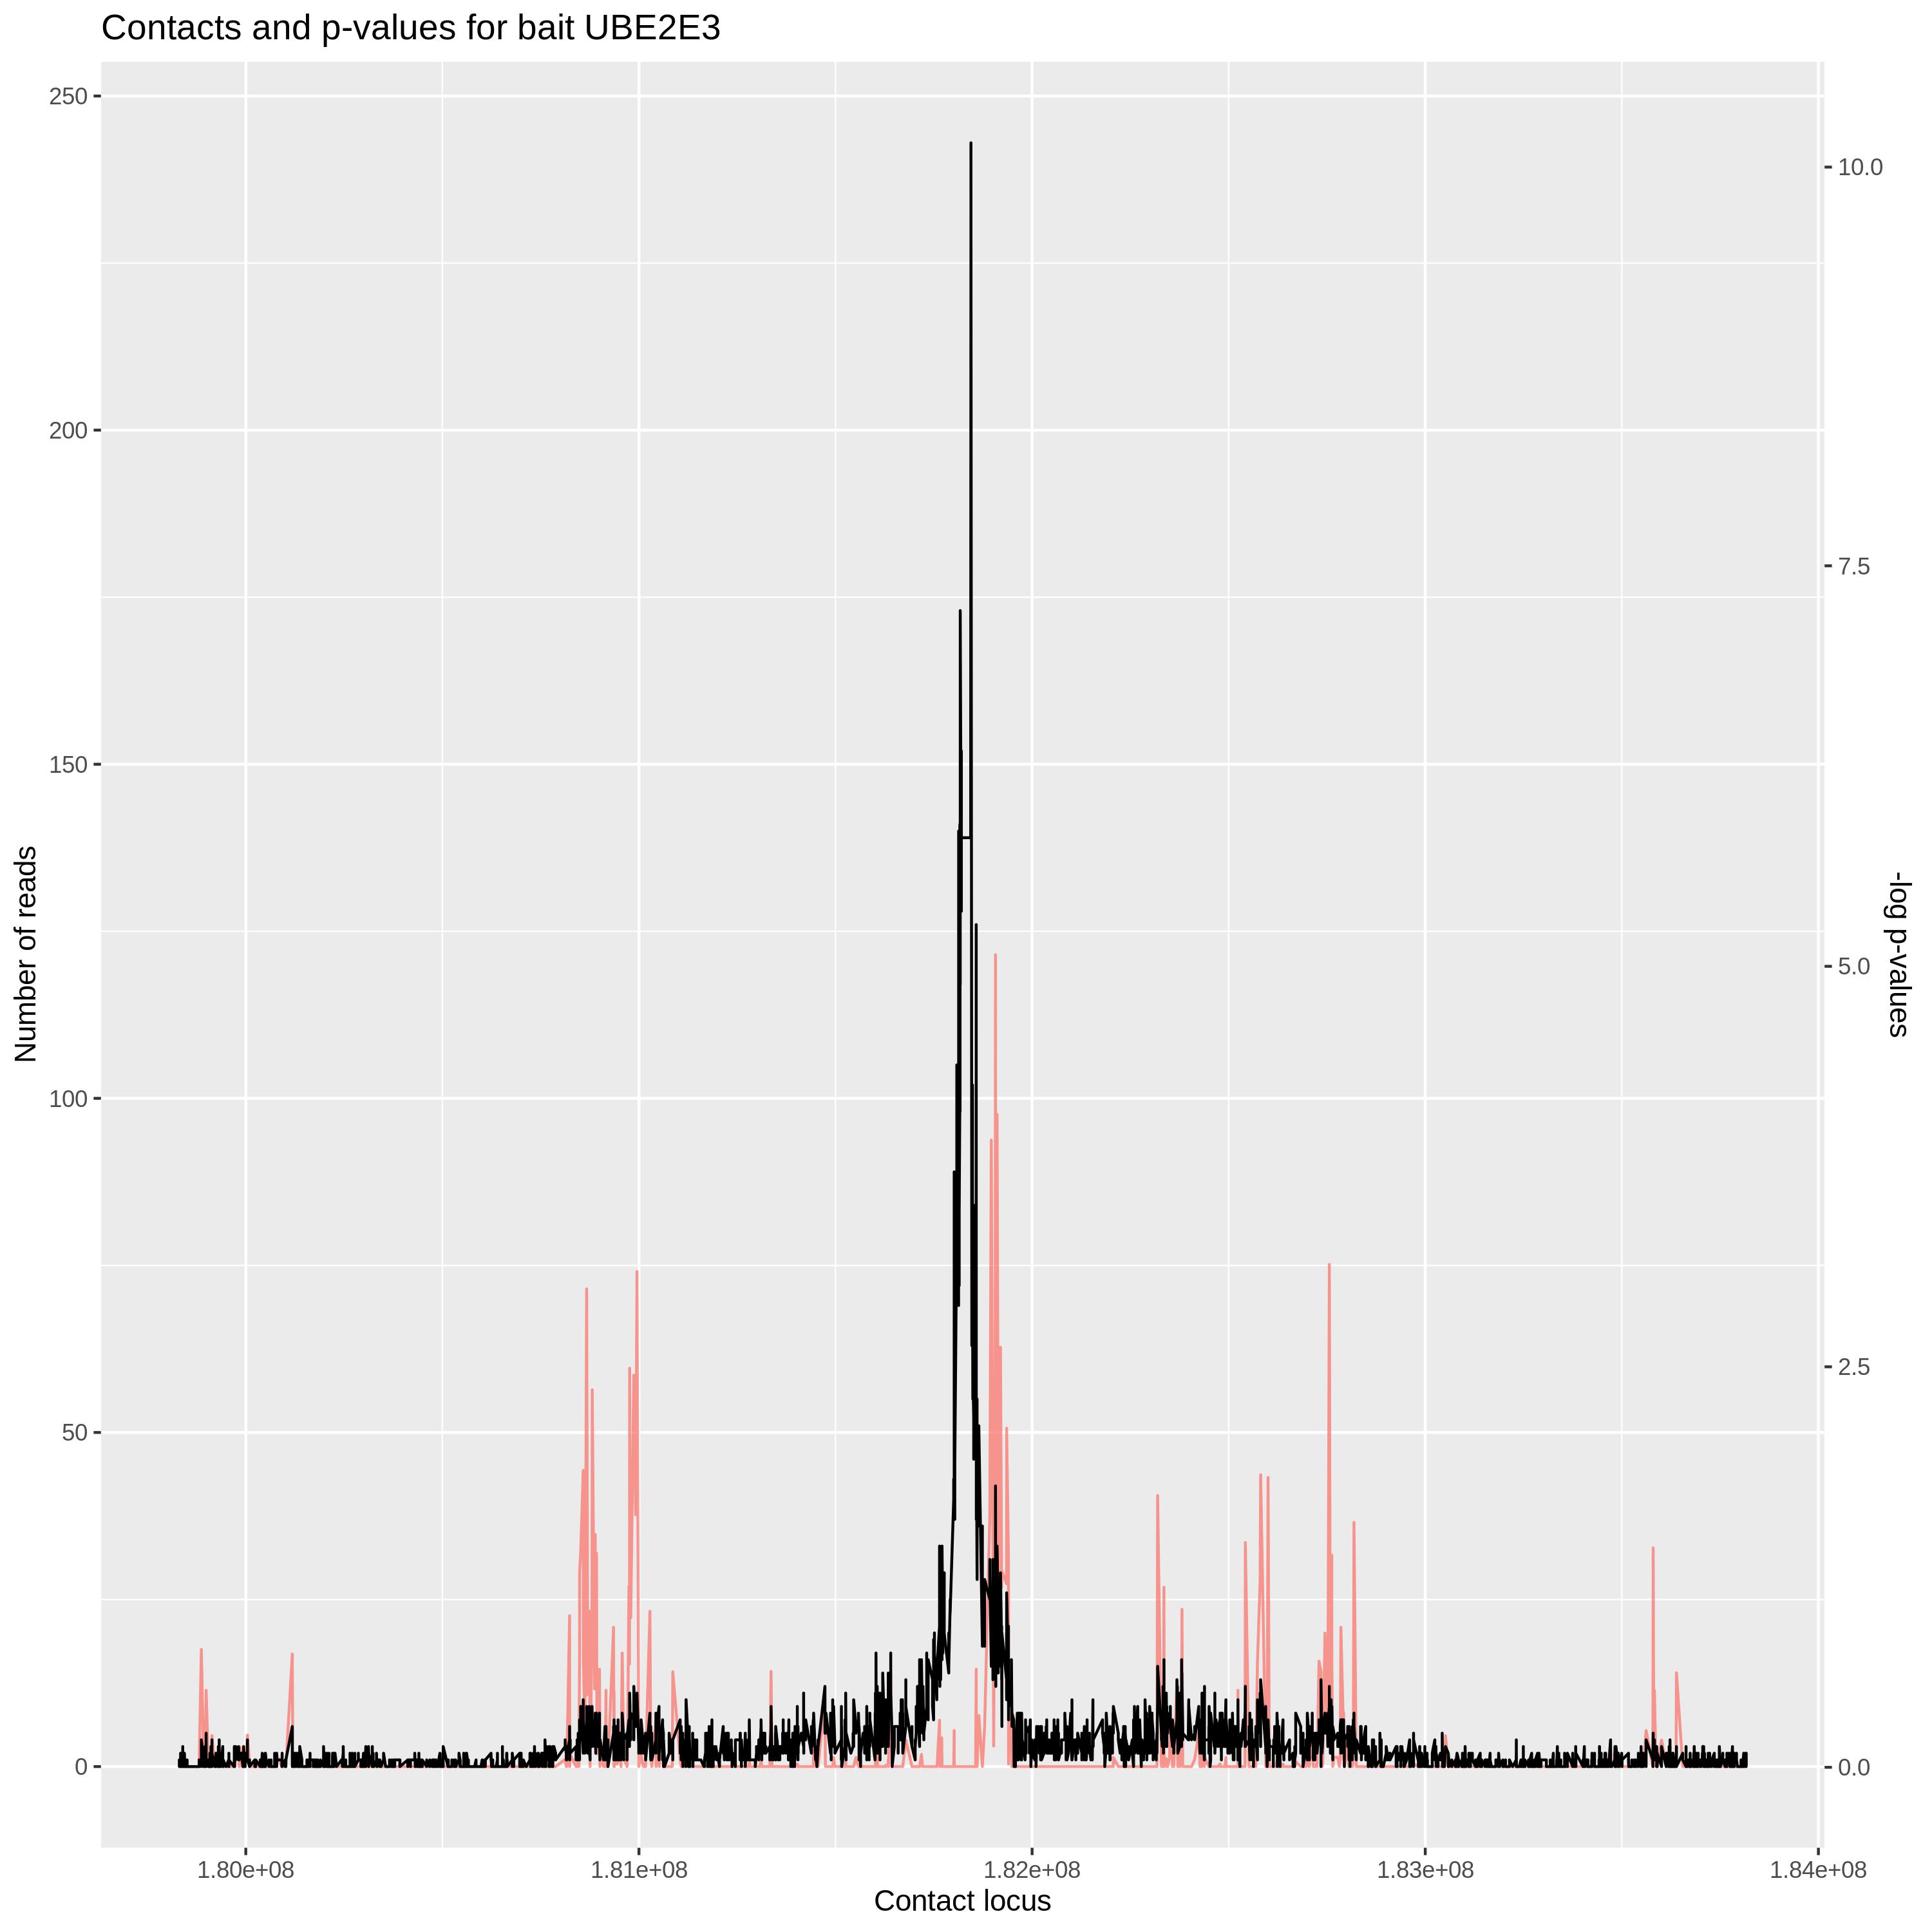 Contacts and p-values for bait UBE2E3
250
200
150
100
50
0
Number of reads
10.0
7.5
5.0
2.5
0.0
-log p-values
1.80e+08
1.81e+08
1.82e+08
1.83e+08
1.84e+08
Contact locus